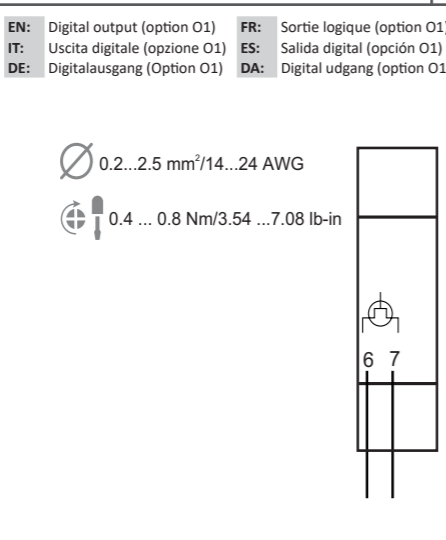 EN: Digital output (option O1) FR: Sortie logique (option O1)
IT: Uscita digitale (opzione O1) ES: Salida digital (opción O1)
DE: Digitalausgang (Option O1) DA: Digital udgang (option O1
0.2...2.5 mm²/14...24 AWG
0.4 ... 0.8 Nm/3.54 ...7.08 lb-in
6 7